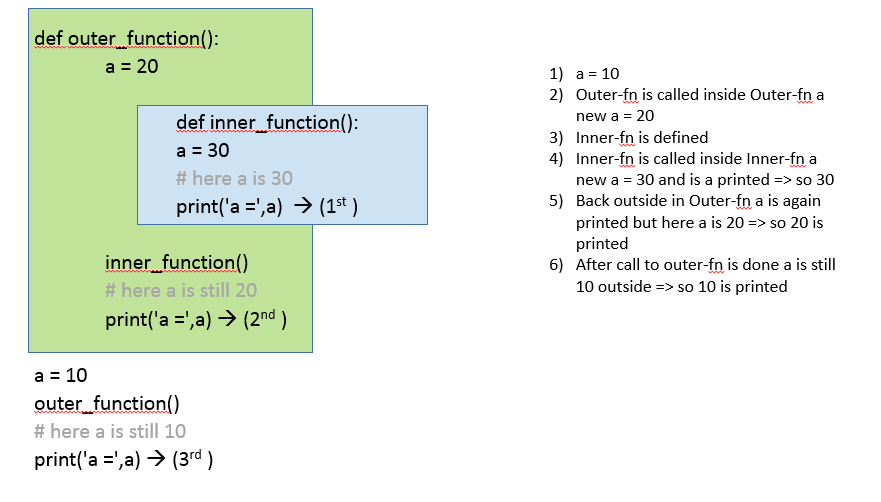 def outer_function():
a = 20
def inner_function():
a = 30
# here a is 30
print('a =',a) → (1st )
inner_function()
# here a is still 20
print('a =',a) → (2nd )
a = 10
outer_function()
# here a is still 10
print('a =',a) → (3rd )
1) a = 10
2) Outer-fn is called inside Outer-fn a
new a = 20
3) Inner-fn is defined
4) Inner-fn is called inside Inner-fn a
new a = 30 and is a printed => so 30
5) Back outside in Outer-fn a is again
printed but here a is 20 => so 20 is
printed
6) After call to outer-fn is done a is still
10 outside => so 10 is printed